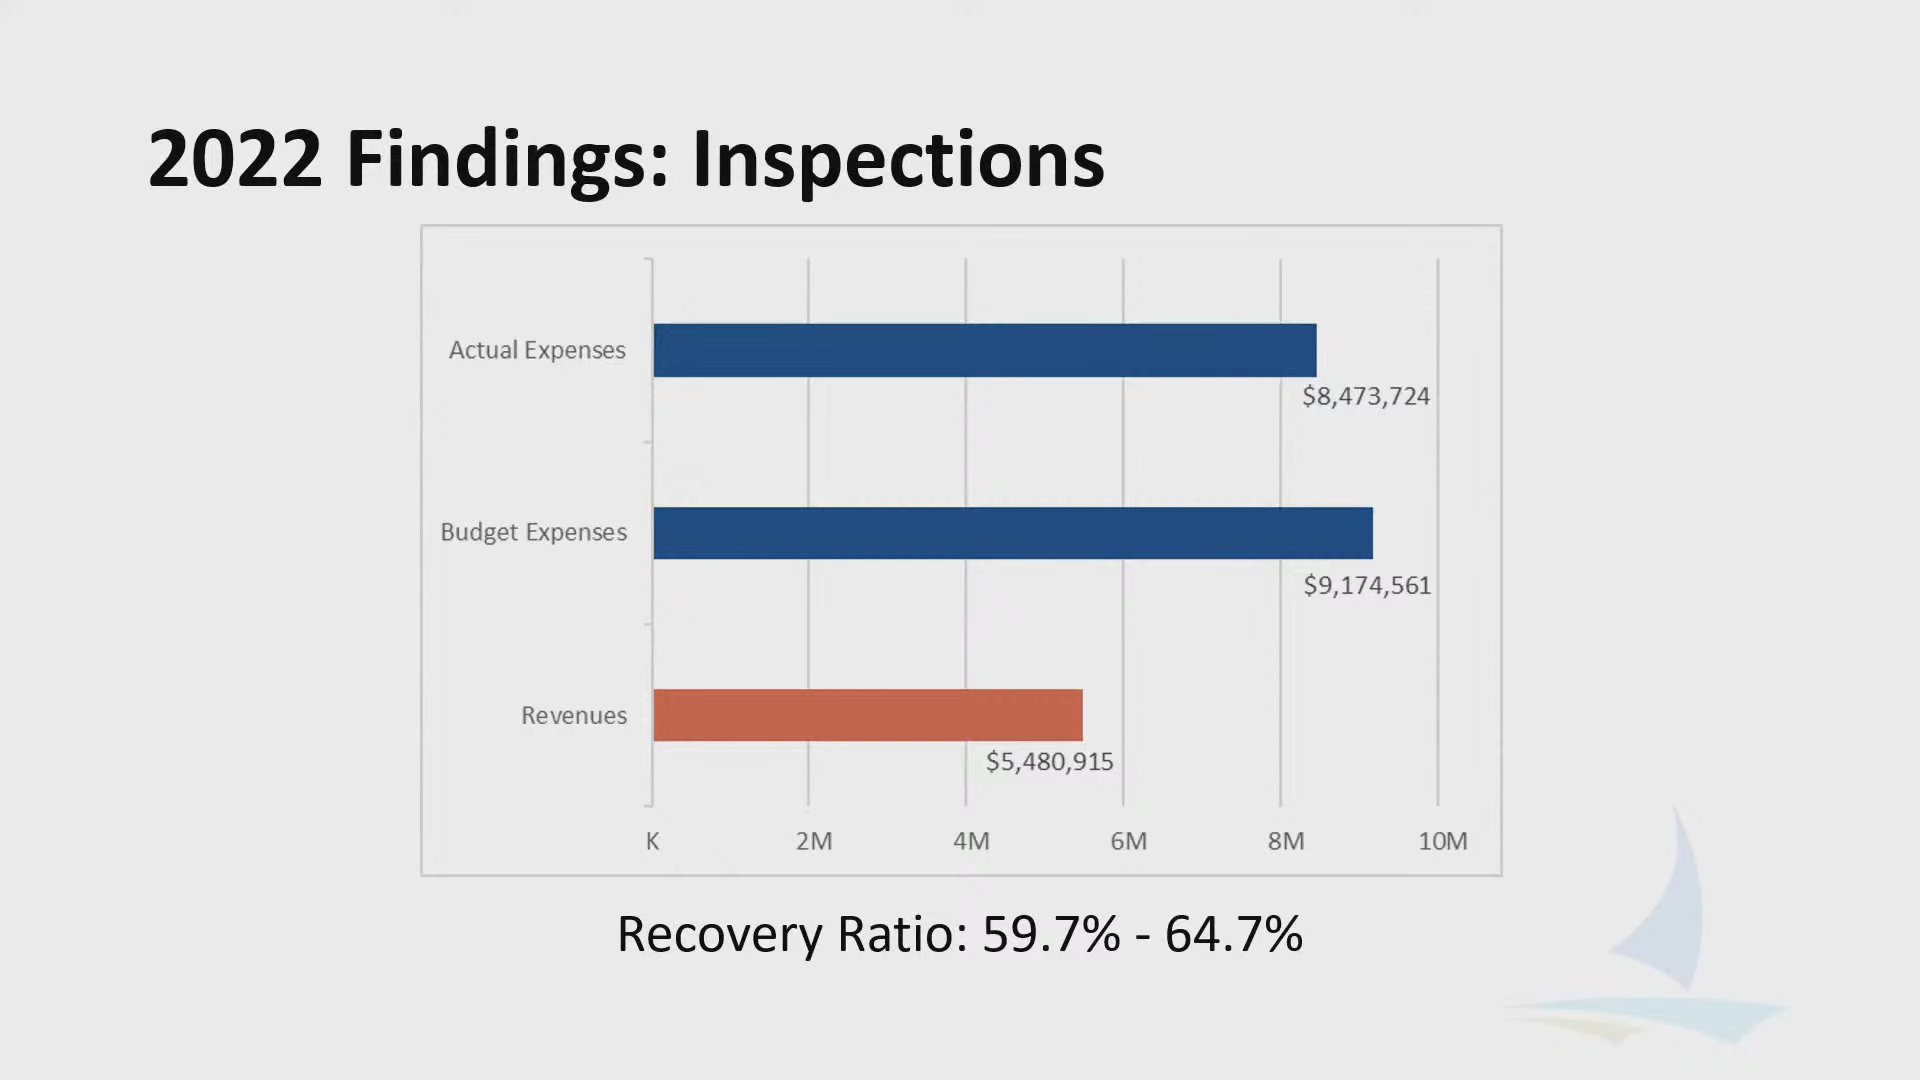 2022 Findings: Inspections
Actual Expenses
$8,473,724
Budget Expenses
$9,174,561
Revenues
$5,480,915
K 2M 4M 6M 8M 10M
Recovery Ratio: 59.7% - 64.7%